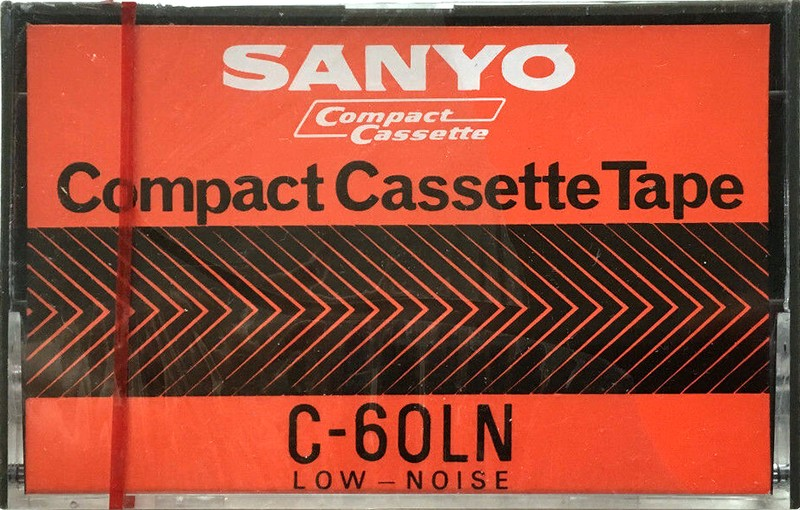 SANYO
Compact
Cassette
Compact Cassette Tape
C-60LN
LOW-NOISE